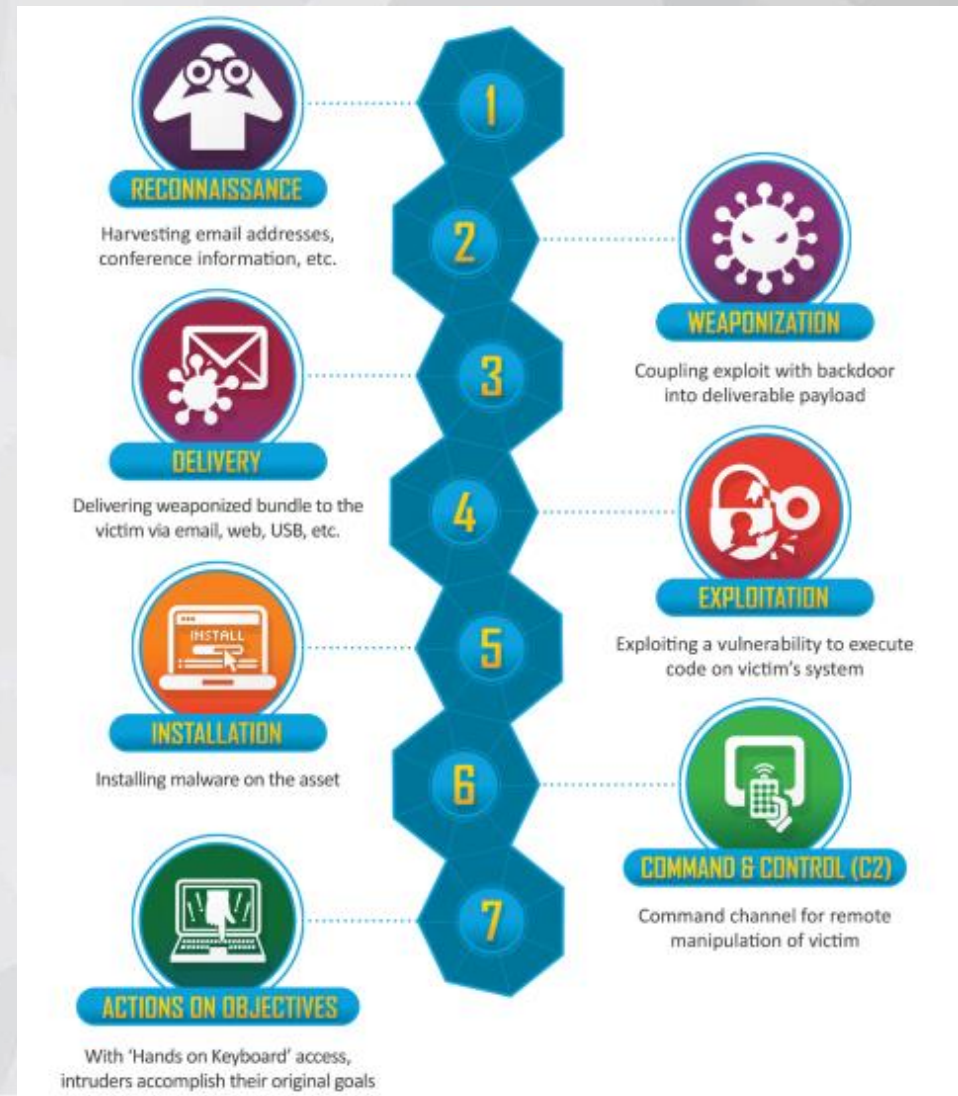 1
RECONNAISSANCE
Harvesting email addresses,
conference information, etc.
2
WEAPONIZATION
Coupling exploit with backdoor
into deliverable payload
3
DELIVERY
Delivering weaponized bundle to the
victim via email, web, USB, etc.
4
EXPLOITATION
Exploiting a vulnerability to execute
code on victim's system
5
INSTALL
INSTALLATION
Installing malware on the asset
6
COMMAND & CONTROL (C2)
Command channel for remote
manipulation of victim
7
ACTIONS ON OBJECTIVES
With 'Hands on Keyboard' access,
intruders accomplish their original goals